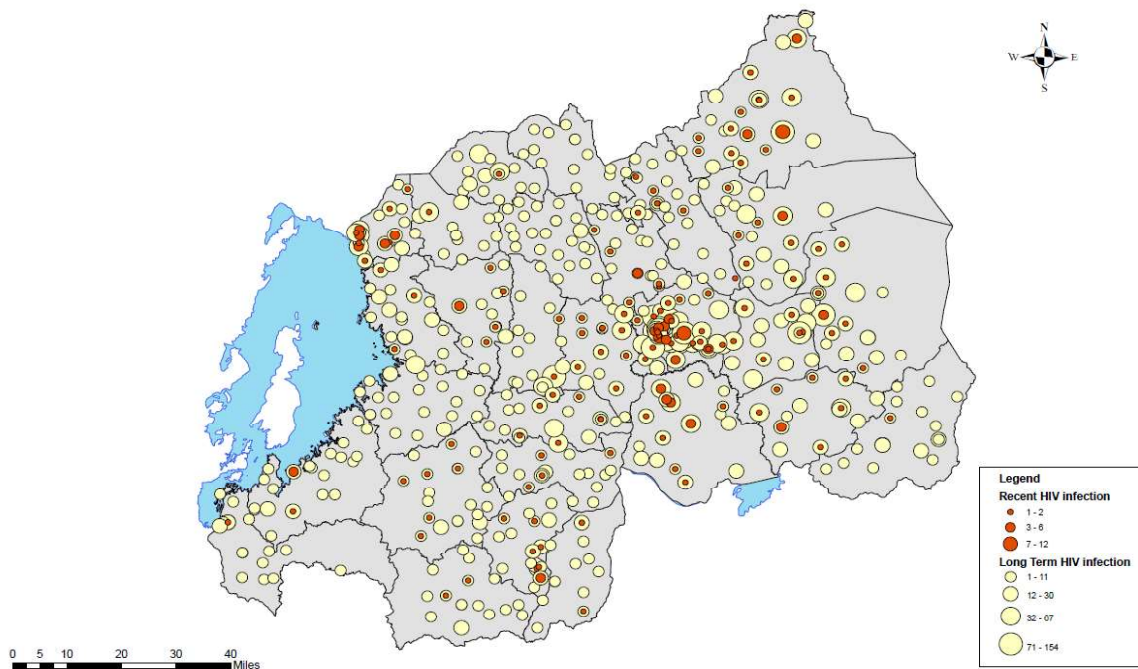 N
W E
S
Legend
Recent HIV infection
1 - 2
3 - 6
7 - 12
Long Term HIV infection
1 - 11
12 - 30
32 - 07
71 - 154
0 5 10 20 30 40
Miles